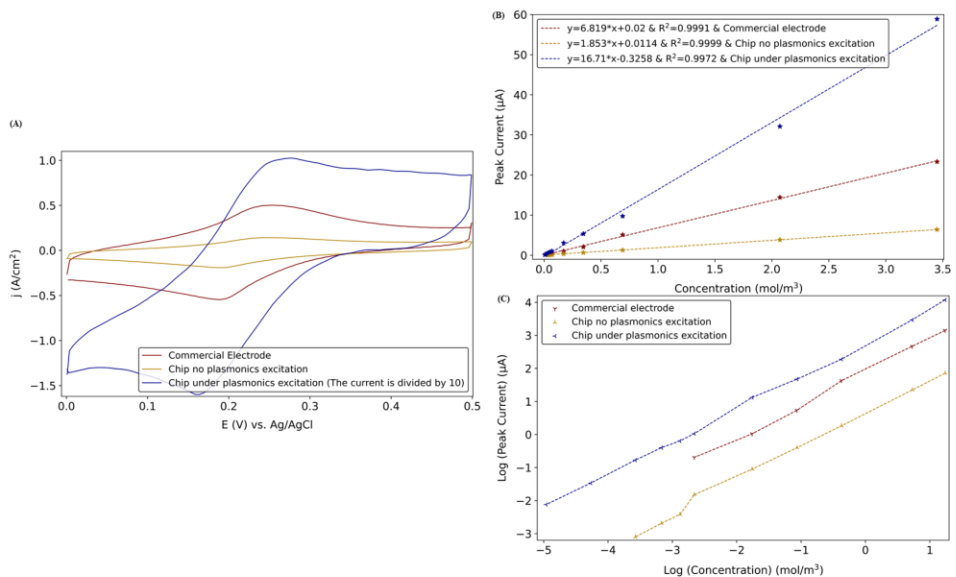 (A)
1.0
0.5
0.0
−0.5
−1.0
−1.5
j (A/cm²)
Commercial Electrode
Chip no plasmonics excitation
Chip under plasmonics excitation (The current is divided by 10)
0.0 0.1 0.2 0.3 0.4 0.5
E (V) vs. Ag/AgCl
(B)
60
50
40
30
20
10
0
Peak Current (μA)
y=6.819*x+0.02 & R²=0.9991 & Commercial electrode
y=1.853*x+0.0114 & R²=0.9999 & Chip no plasmonics excitation
y=16.71*x-0.3258 & R²=0.9972 & Chip under plasmonics excitation
0.0 0.5 1.0 1.5 2.0 2.5 3.0 3.5
Concentration (mol/m³)
(C)
4
3
2
1
0
−1
−2
−3
Log (Peak Current) (μA)
Commercial electrode
Chip no plasmonics excitation
Chip under plasmonics excitation
−5 −4 −3 −2 −1 0 1
Log (Concentration) (mol/m³)